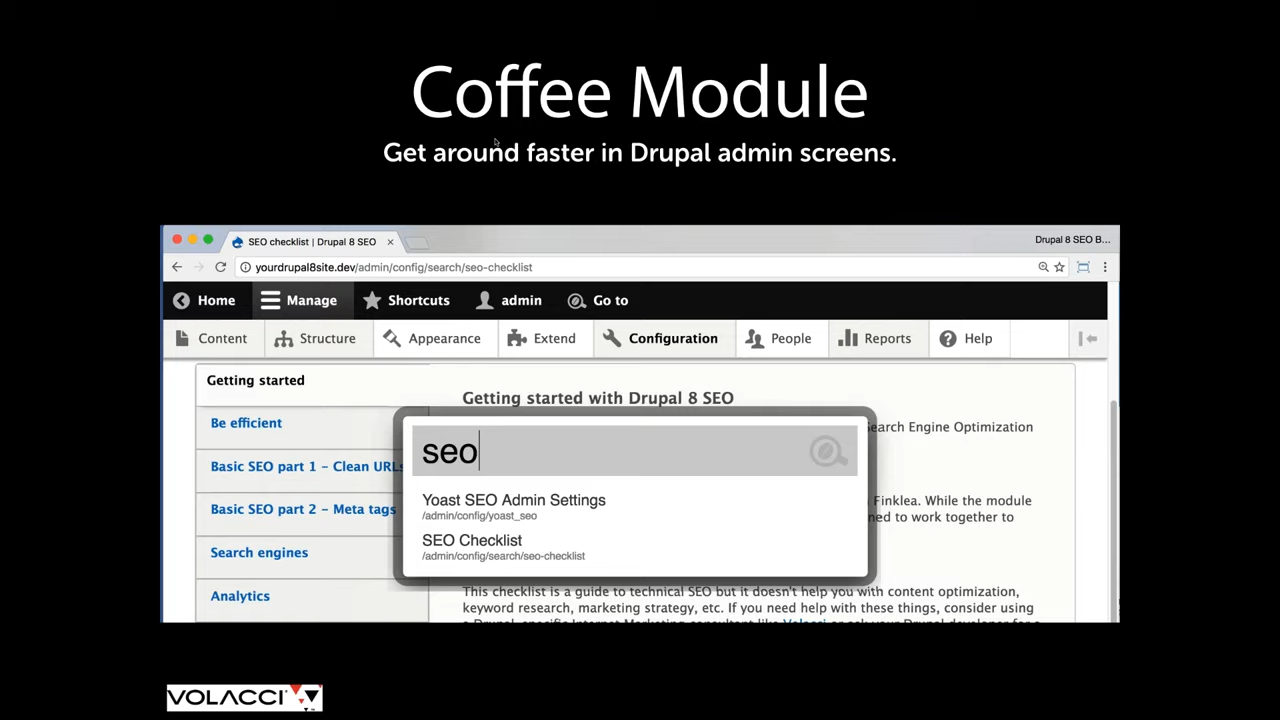 Coffee Module
Get around faster in Drupal admin screens.
SEO checklist | Drupal 8 SEO
Drupal 8 SEO B...
yourdrupal8site.dev/admin/config/search/seo-checklist
Home Manage Shortcuts admin Go to
Content Structure Appearance Extend Configuration People Reports Help
Getting started
Be efficient
Basic SEO part 1 - Clean URLs
Basic SEO part 2 - Meta tags
Search engines
Analytics
Getting started with Drupal 8 SEO
Search Engine Optimization
Finklea. While the module
to work together to
seo
Yoast SEO Admin Settings
/admin/config/yoast_seo
SEO Checklist
/admin/config/search/seo-checklist
This checklist is a guide to technical SEO but it doesn't help you with content optimization,
keyword research, marketing strategy, etc. If you need help with these things, consider using
VOLACCI